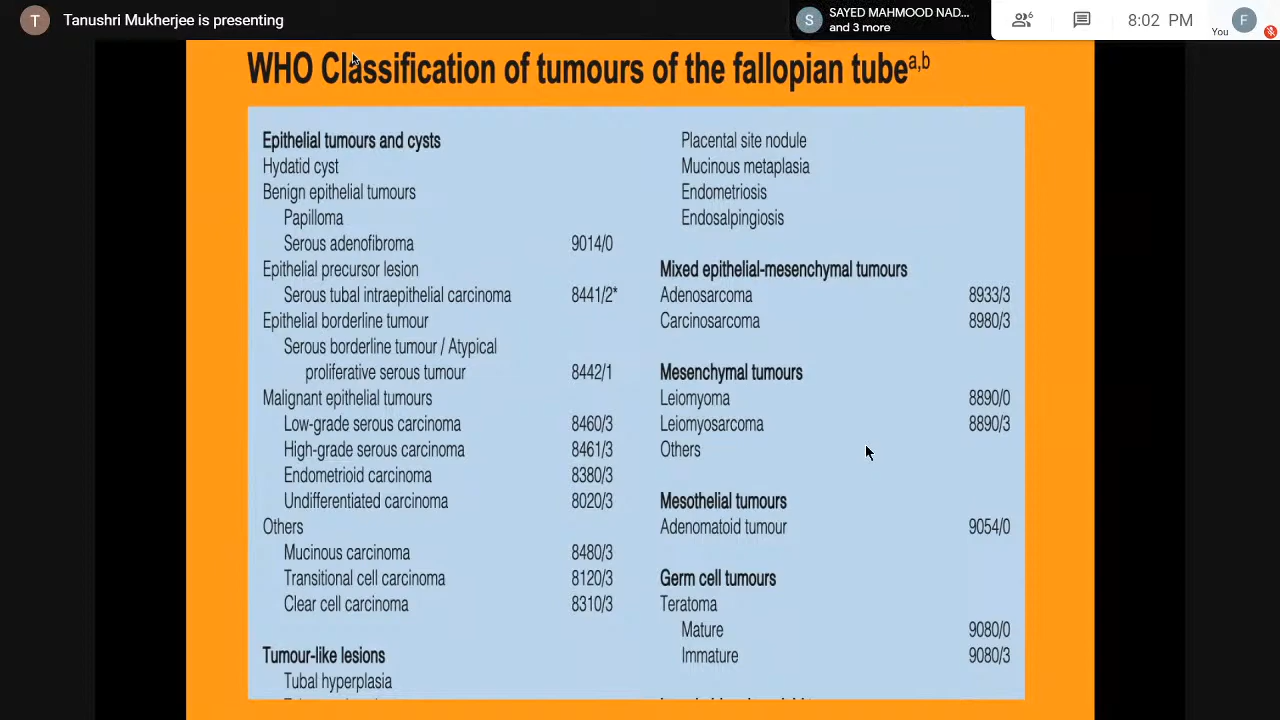 T Tanushri Mukherjee is presenting
S SAYED MAHMOOD NAD...
and 3 more
6
8:02 PM
You
F
WHO Classification of tumours of the fallopian tube a,b
Epithelial tumours and cysts
Hydatid cyst
Benign epithelial tumours
Papilloma
Serous adenofibroma 9014/0
Epithelial precursor lesion
Serous tubal intraepithelial carcinoma 8441/2*
Epithelial borderline tumour
Serous borderline tumour / Atypical
proliferative serous tumour 8442/1
Malignant epithelial tumours
Low-grade serous carcinoma 8460/3
High-grade serous carcinoma 8461/3
Endometrioid carcinoma 8380/3
Undifferentiated carcinoma 8020/3
Others
Mucinous carcinoma 8480/3
Transitional cell carcinoma 8120/3
Clear cell carcinoma 8310/3
Tumour-like lesions
Tubal hyperplasia
Placental site nodule
Mucinous metaplasia
Endometriosis
Endosalpingiosis
Mixed epithelial-mesenchymal tumours
Adenosarcoma 8933/3
Carcinosarcoma 8980/3
Mesenchymal tumours
Leiomyoma 8890/0
Leiomyosarcoma 8890/3
Others
Mesothelial tumours
Adenomatoid tumour 9054/0
Germ cell tumours
Teratoma
Mature 9080/0
Immature 9080/3